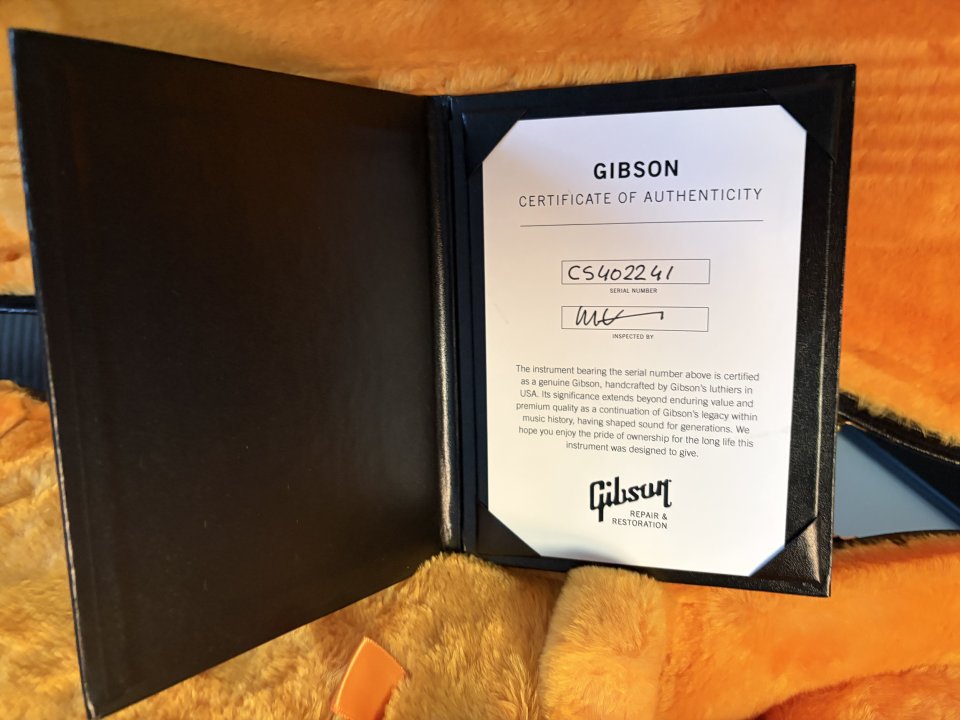 GIBSON
CERTIFICATE OF AUTHENTICITY
CS402241
SERIAL NUMBER
INSPECTED BY
The instrument bearing the serial number above is certified
as a genuine Gibson, handcrafted by Gibson's luthiers in
USA. Its significance extends beyond enduring value and
premium quality as a continuation of Gibson's legacy within
music history, having shaped sound for generations. We
hope you enjoy the pride of ownership for the long life this
instrument was designed to give.
Gibson
REPAIR &
RESTORATION